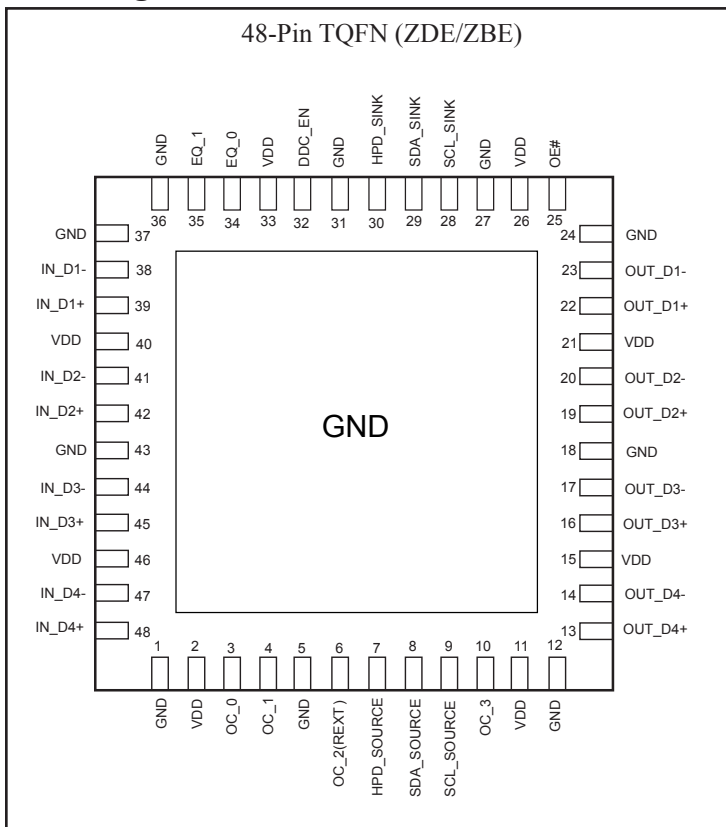 48-Pin TQFN (ZDE/ZBE)
GND
EQ_1
EQ_0
VDD
DDC_EN
GND
HPD_SINK
SDA_SINK
SCL_SINK
GND
VDD
OE#
36 35 34 33 32 31 30 29 28 27 26 25
GND 37 24 GND
IN_D1- 38 23 OUT_D1-
IN_D1+ 39 22 OUT_D1+
VDD 40 21 VDD
IN_D2- 41 20 OUT_D2-
IN_D2+ 42 19 OUT_D2+
GND
GND 43 18 GND
IN_D3- 44 17 OUT_D3-
IN_D3+ 45 16 OUT_D3+
VDD 46 15 VDD
IN_D4- 47 14 OUT_D4-
IN_D4+ 48 13 OUT_D4+
1 2 3 4 5 6 7 8 9 10 11 12
GND
VDD
OC_0
OC_1
GND
OC_2(REXT)
HPD_SOURCE
SDA_SOURCE
SCL_SOURCE
OC_3
VDD
GND